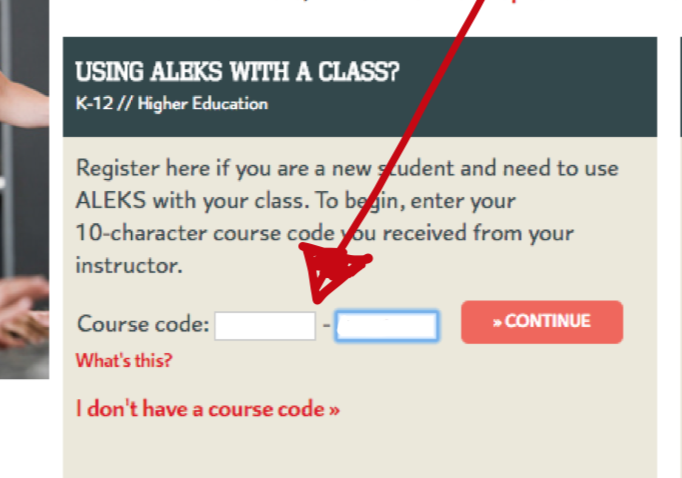 USING ALEKS WITH A CLASS?
K-12 // Higher Education
Register here if you are a new student and need to use
ALEKS with your class. To begin, enter your
10-character course code you received from your
instructor.
Course code: - » CONTINUE
What's this?
I don't have a course code »